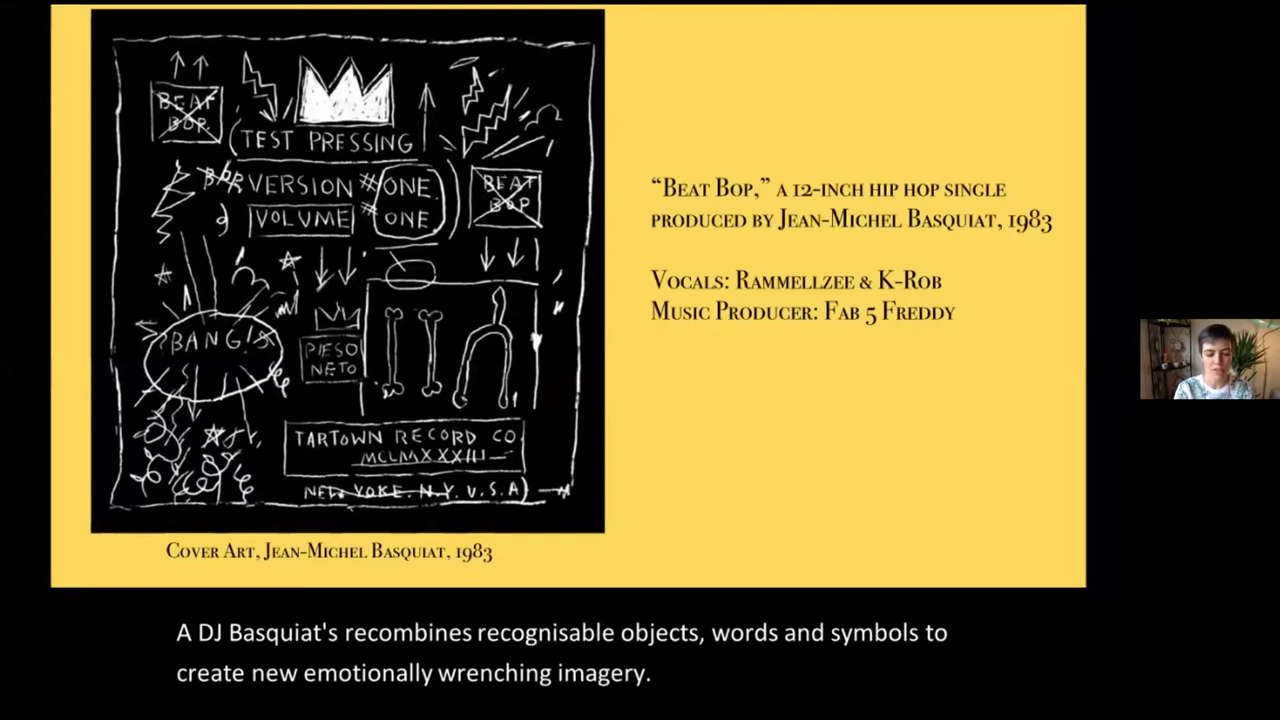 BEAT
BOP.
(TEST PRESSING
VERSION #ONE
VOLUME # ONE
BEAT
BOP
BANG!
PIESO
NETO
TARTOWN RECORD CO
MCLMXXXIII
NEW YOKE. N.Y. U.S.A)
COVER ART, JEAN-MICHEL BASQUIAT, 1983
“BEAT BOP,” A 12-INCH HIP HOP SINGLE
PRODUCED BY JEAN-MICHEL BASQUIAT, 1983
VOCALS: RAMMELLZEE & K-ROB
MUSIC PRODUCER: FAB 5 FREDDY
A DJ Basquiat's recombines recognisable objects, words and symbols to
create new emotionally wrenching imagery.